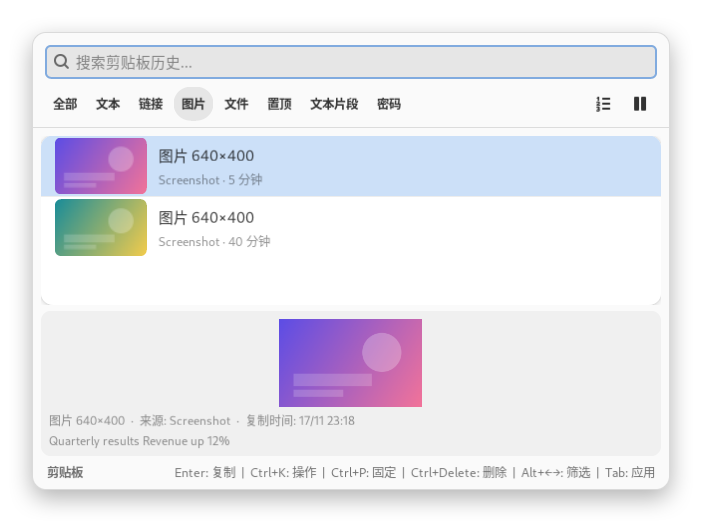 搜索剪贴板历史...
全部 文本 链接 图片 文件 置顶 文本片段 密码
图片 640×400
Screenshot · 5 分钟
图片 640×400
Screenshot · 40 分钟
图片 640×400 · 来源: Screenshot · 复制时间: 17/11 23:18
Quarterly results Revenue up 12%
剪贴板 Enter: 复制 | Ctrl+K: 操作 | Ctrl+P: 固定 | Ctrl+Delete: 删除 | Alt+←→: 筛选 | Tab: 应用